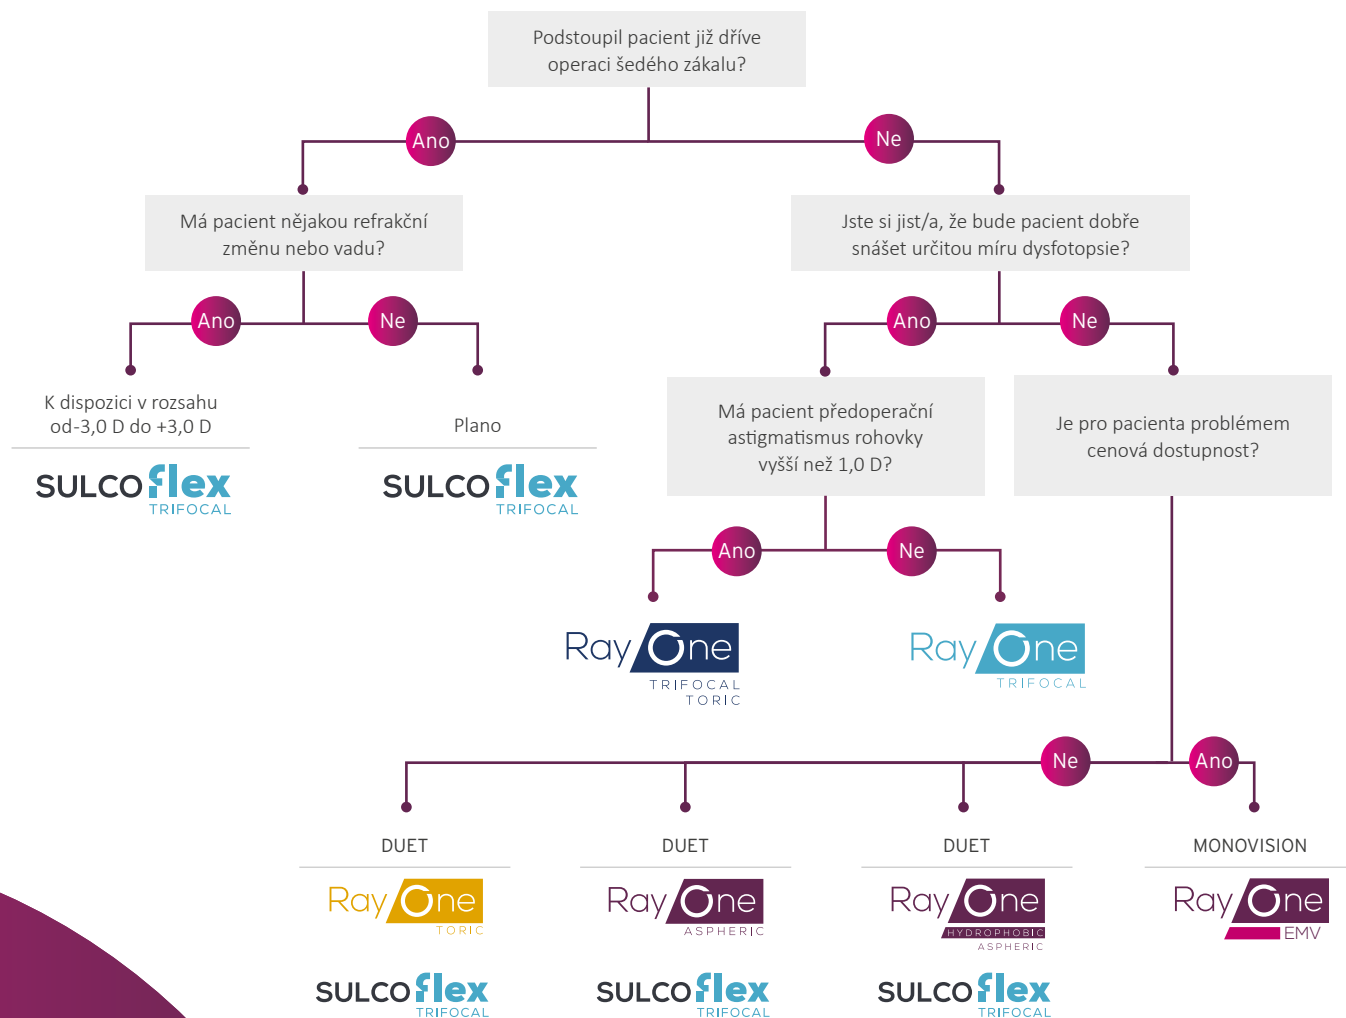 Podstoupil pacient již dříve
operaci šedého zákalu?
Ano
Ne
Má pacient nějakou refrakční
změnu nebo vadu?
Jste si jist/a, že bude pacient dobře
snášet určitou míru dysfotopsie?
Ano
Ne
Ano
Ne
K dispozici v rozsahu
od-3,0 D do +3,0 D
SULCOflex
TRIFOCAL
Plano
SULCOflex
TRIFOCAL
Má pacient předoperační
astigmatismus rohovky
vyšší než 1,0 D?
Je pro pacienta problémem
cenová dostupnost?
Ano
Ne
RayOne
TRIFOCAL
TORIC
RayOne
TRIFOCAL
Ne
Ano
DUET
RayOne
TORIC
SULCOflex
TRIFOCAL
DUET
RayOne
ASPHERIC
SULCOflex
TRIFOCAL
DUET
RayOne
HYDROPHOBIC
ASPHERIC
SULCOflex
TRIFOCAL
MONOVISION
RayOne
EMV